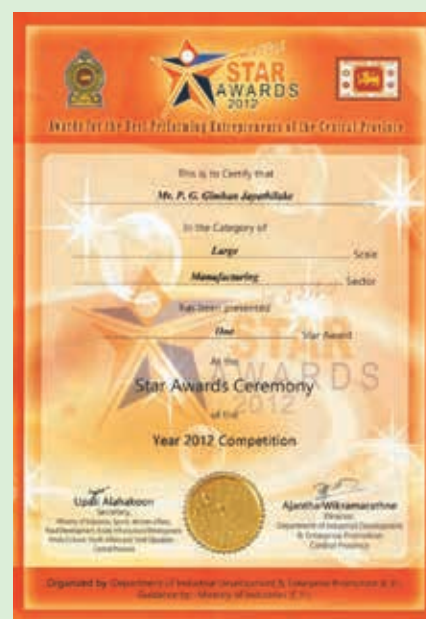 STAR
AWARDS
2012
Awards for the Best Performing Entrepreneurs of the Central Province
This is to Certify that
Mr. P. G. Gimhan Jayathilake
In the Category of
Large Scale
Manufacturing Sector
has been presented
One Star Award
At the
Star Awards Ceremony
of the
Year 2012 Competition
Upali Alahakoon
Secretary,
Central Province
Ajantha Wikramarathne
Director,
Department of Industrial Development
& Enterprise Promotion
Central Province
Organized by: Department of Industrial Development & Enterprise Promotion (C.P.)
Guidance by: Ministry of Industries (C.P.)